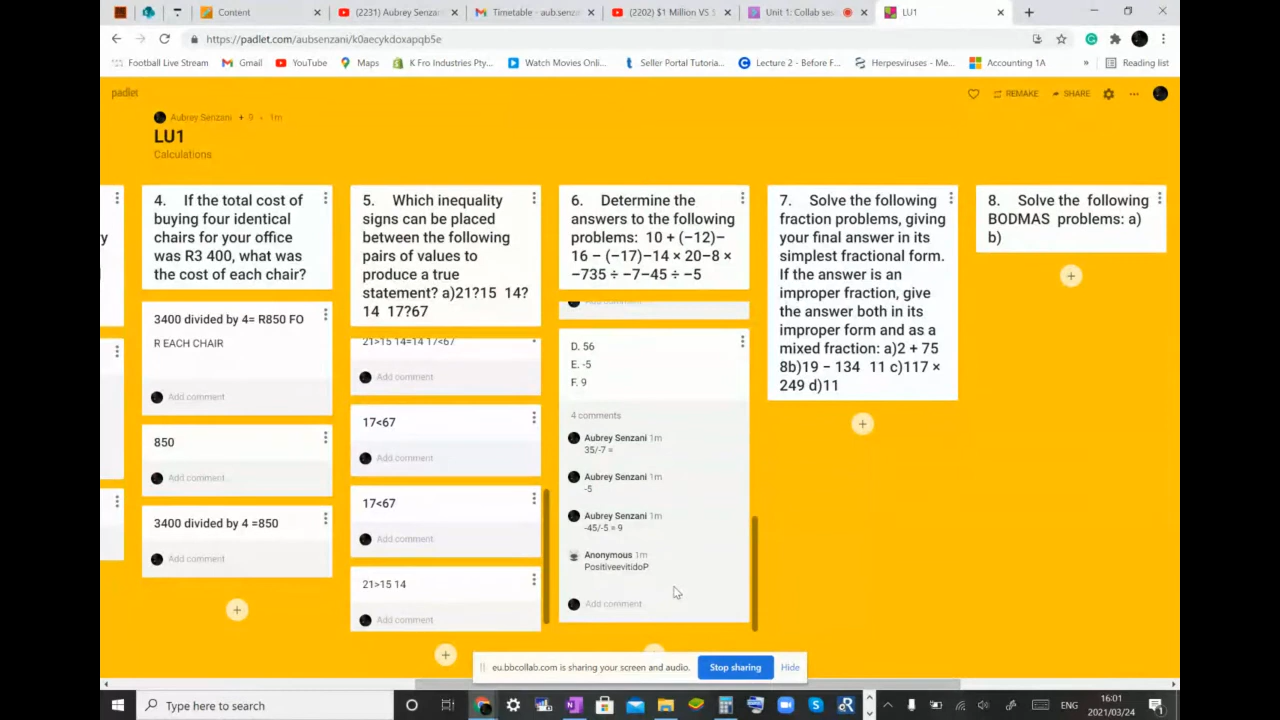 Content
(2231) Aubrey Senzan
Timetable - aub.senza
(2202) $1 Million VS $
Unit 1: Collab ses
LU1
https://padlet.com/aubsenzani/k0aecykdoxapqb5e
Football Live Stream
Gmail
YouTube
Maps
K Fro Industries Pty...
Watch Movies Onli...
Seller Portal Tutoria...
Lecture 2 - Before F...
Herpesviruses - Me...
Accounting 1A
»
Reading list
padlet
REMAKE
SHARE
Aubrey Senzani + 9 · 1m
LU1
Calculations
y
4. If the total cost of
buying four identical
chairs for your office
was R3 400, what was
the cost of each chair?
3400 divided by 4= R850 FO
R EACH CHAIR
Add comment
850
Add comment
3400 divided by 4 =850
Add comment
5. Which inequality
signs can be placed
between the following
pairs of values to
produce a true
statement? a)21?15 14?
14 17?67
21>15 14=14 17<67
Add comment
17<67
Add comment
17<67
Add comment
21>15 14
Add comment
6. Determine the
answers to the following
problems: 10 + (−12)−
16 − (−17)−14 × 20−8 ×
−735 ÷ −7−45 ÷ −5
Add comment
D. 56
E. -5
F. 9
4 comments
Aubrey Senzani 1m
35/-7 =
Aubrey Senzani 1m
-5
Aubrey Senzani 1m
-45/-5 = 9
Anonymous 1m
PositiveevitidoP
Add comment
7. Solve the following
fraction problems, giving
your final answer in its
simplest fractional form.
If the answer is an
improper fraction, give
the answer both in its
improper form and as a
mixed fraction: a)2 + 75
8b)19 − 134 11 c)117 ×
249 d)11
8. Solve the following
BODMAS problems: a)
b)
eu.bbcollab.com is sharing your screen and audio.
Stop sharing
Hide
Type here to search
ENG
16:01
2021/03/24
1